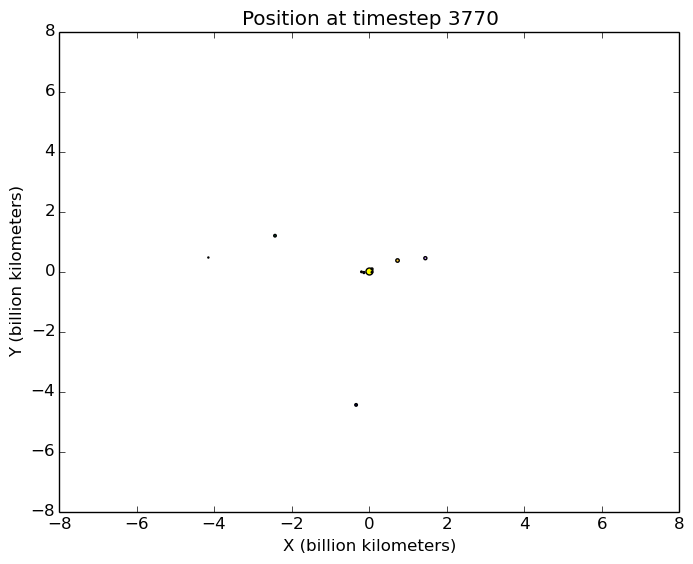 Position at timestep 3770
8
6
4
2
0
−2
−4
−6
−8
Y (billion kilometers)
−8 −6 −4 −2 0 2 4 6 8
X (billion kilometers)